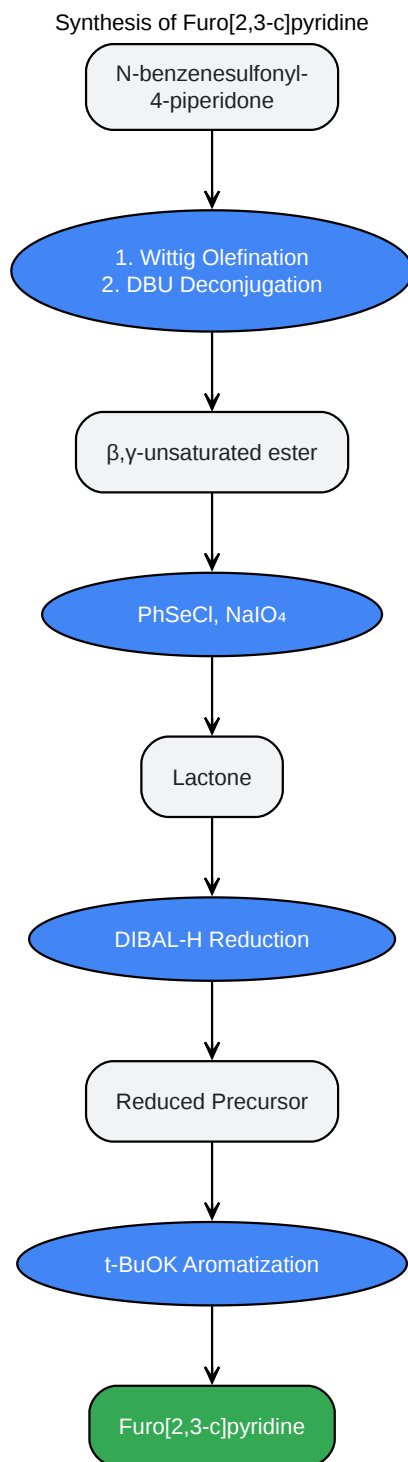 Synthesis of Furo[2,3-c]pyridine
N-benzenesulfonyl-
4-piperidone
1. Wittig Olefination
2. DBU Deconjugation
β,γ-unsaturated ester
PhSeCl, NaIO₄
Lactone
DIBAL-H Reduction
Reduced Precursor
t-BuOK Aromatization
Furo[2,3-c]pyridine